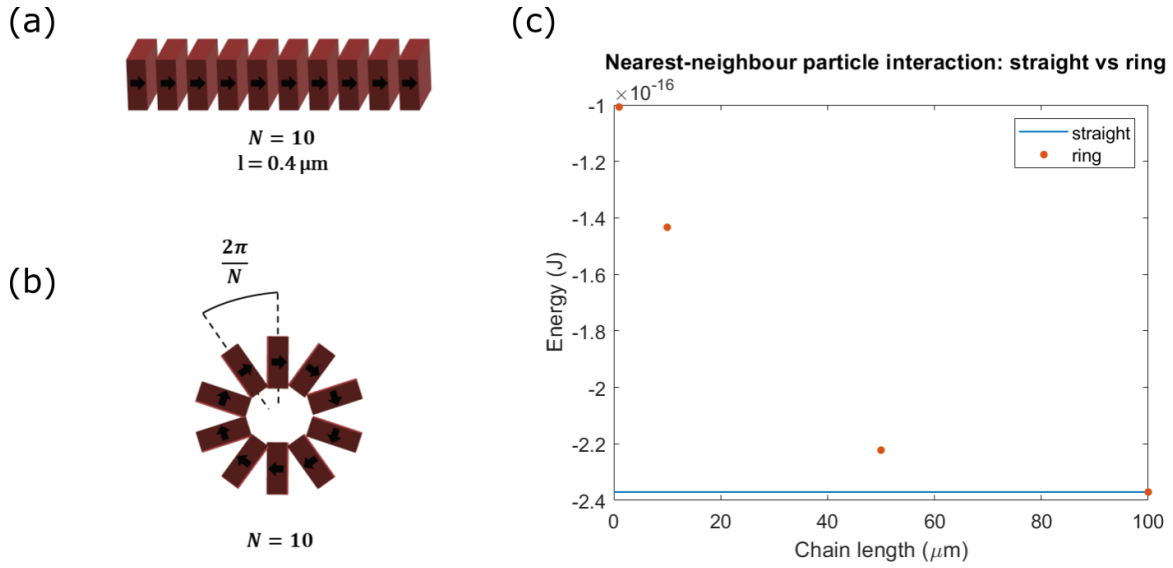 (a)
N = 10
l = 0.4 μm
(b)
2π
N
N = 10
(c)
Nearest-neighbour particle interaction: straight vs ring
×10⁻¹⁶
-1
-1.2
-1.4
-1.6
-1.8
-2
-2.2
-2.4
Energy (J)
straight
ring
0
20
40
60
80
100
Chain length (μm)